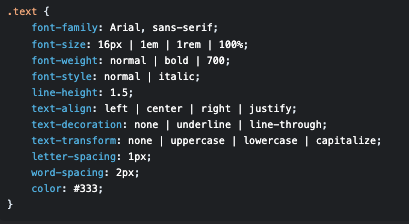 .text {
    font-family: Arial, sans-serif;
    font-size: 16px | 1em | 1rem | 100%;
    font-weight: normal | bold | 700;
    font-style: normal | italic;
    line-height: 1.5;
    text-align: left | center | right | justify;
    text-decoration: none | underline | line-through;
    text-transform: none | uppercase | lowercase | capitalize;
    letter-spacing: 1px;
    word-spacing: 2px;
    color: #333;
}